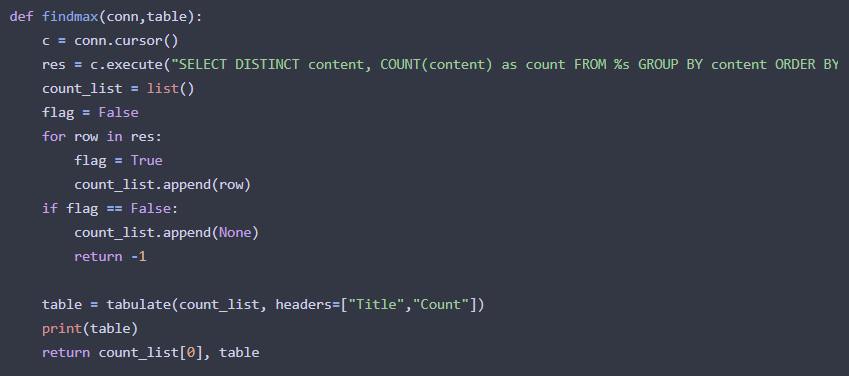 def findmax(conn,table):
    c = conn.cursor()
    res = c.execute("SELECT DISTINCT content, COUNT(content) as count FROM %s GROUP BY content ORDER BY
    count_list = list()
    flag = False
    for row in res:
        flag = True
        count_list.append(row)
    if flag == False:
        count_list.append(None)
        return -1
    table = tabulate(count_list, headers=["Title","Count"])
    print(table)
    return count_list[0], table